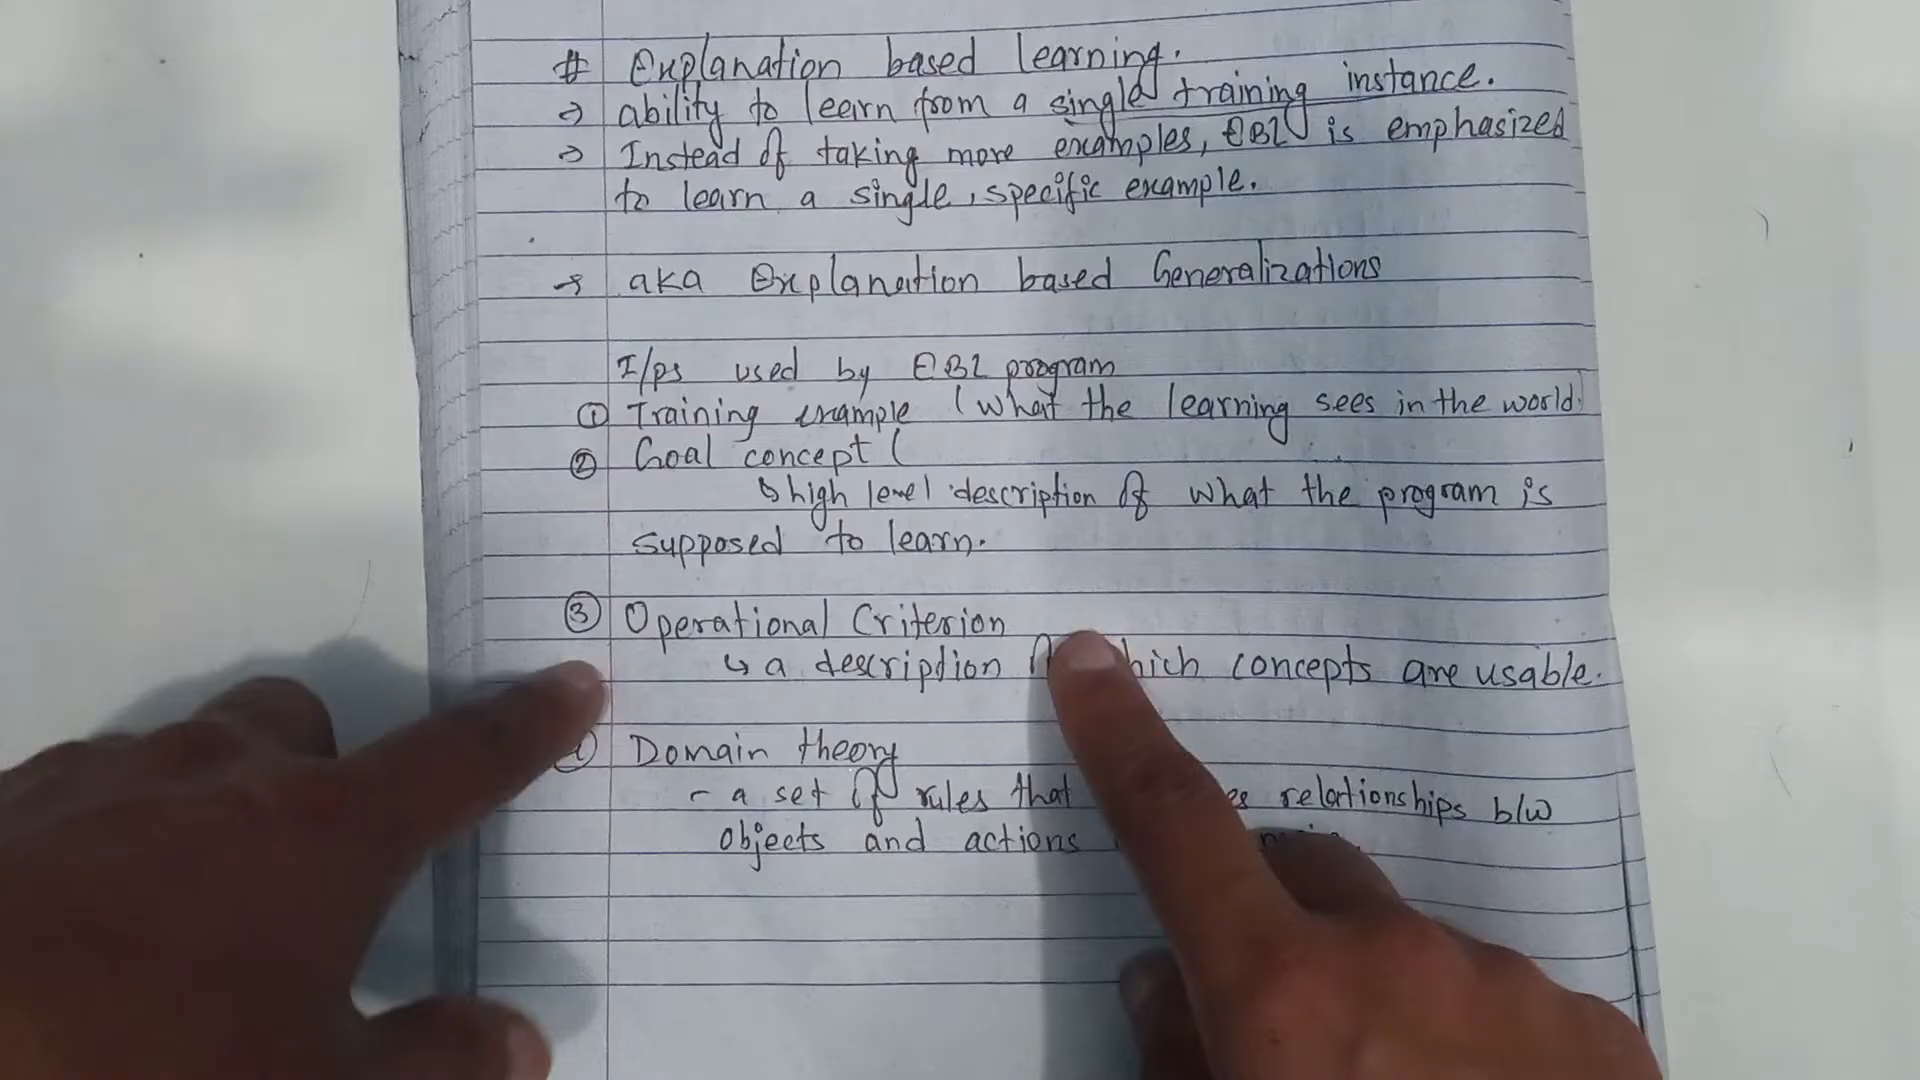 # Explanation based learning.
→ ability to learn from a single training instance.
→ Instead of taking more examples, EBL is emphasized
to learn a single, specific example.
→ aka Explanation based Generalizations
I/ps used by EBL program
① Training example (what the learning sees in the world)
② Goal concept (
↳ high level description of what the program is
supposed to learn.
③ Operational Criterion
↳ a description which concepts are usable.
Domain theory
- a set of rules that relationships b/w
objects and actions